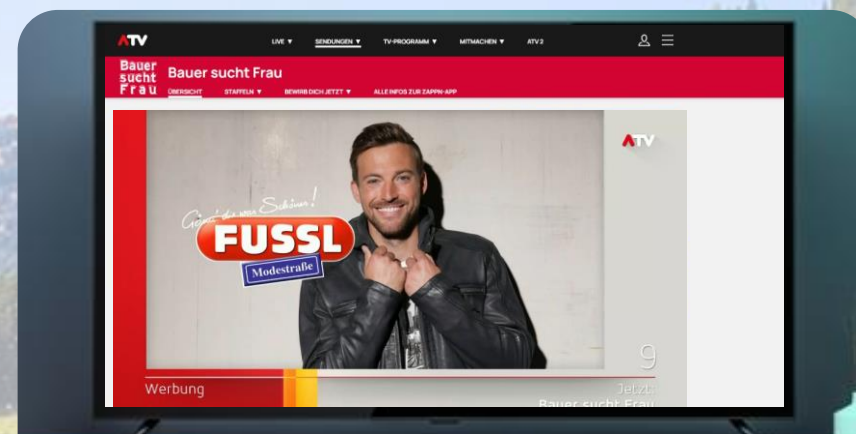 ATV
LIVE ▼ SENDUNGEN ▼ TV-PROGRAMM ▼ MITMACHEN ▼ ATV 2
Bauer
sucht
Frau
Bauer sucht Frau
ÜBERSICHT STAFFELN ▼ BEWIRB DICH JETZT ▼ ALLE INFOS ZUR ZAPPN-APP
ATV
Schönes!
FUSSL
Modestraße
9
Werbung
Jetzt:
Bauer sucht Frau